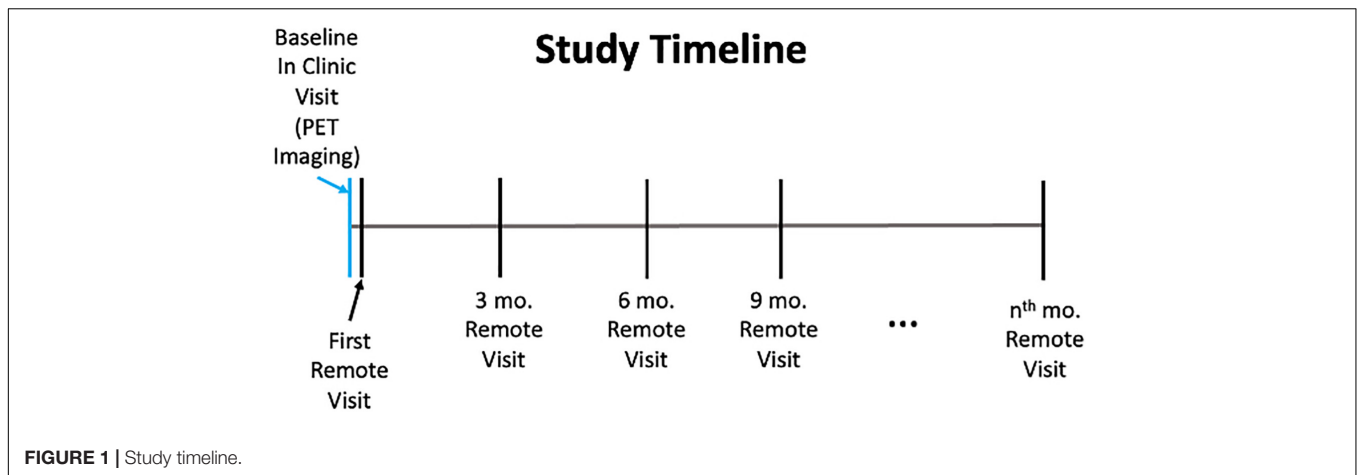 Baseline
In Clinic
Visit
(PET
Imaging)
Study Timeline
First
Remote
Visit
3 mo.
Remote
Visit
6 mo.
Remote
Visit
9 mo.
Remote
Visit
...
nth mo.
Remote
Visit
FIGURE 1 | Study timeline.